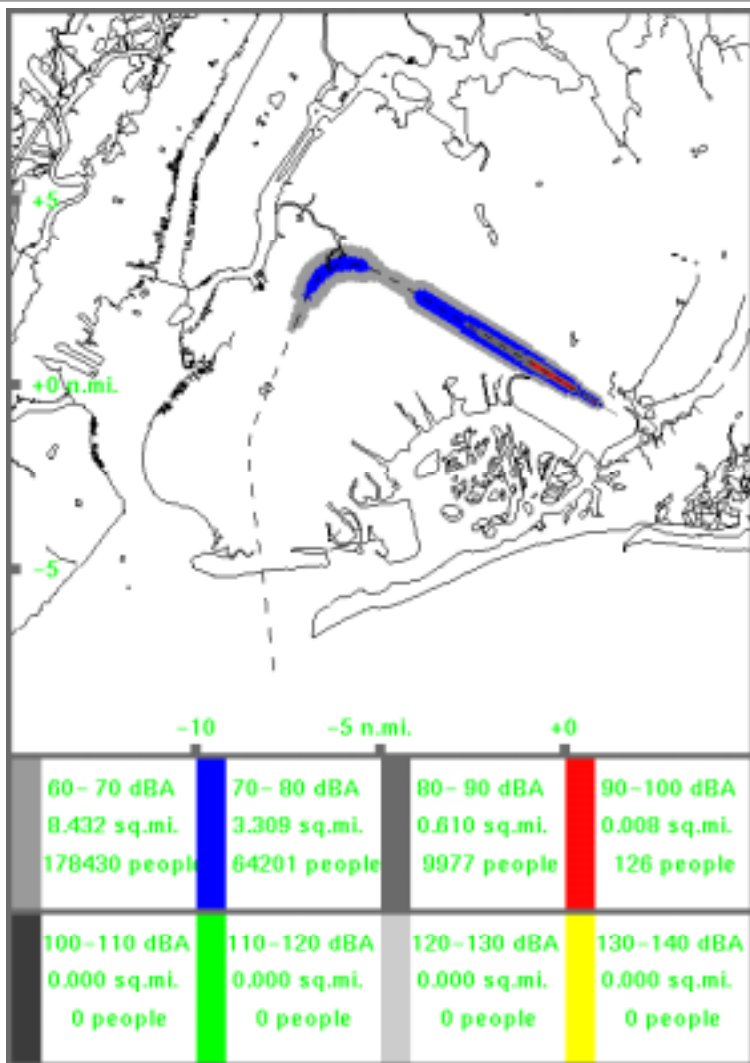 +5
+0 n.mi.
-5
-10 -5 n.mi. +0
60-70 dBA 70-80 dBA 80-90 dBA 90-100 dBA
8.432 sq.mi. 3.309 sq.mi. 0.610 sq.mi. 0.008 sq.mi.
178430 people 64201 people 9977 people 126 people
100-110 dBA 110-120 dBA 120-130 dBA 130-140 dBA
0.000 sq.mi. 0.000 sq.mi. 0.000 sq.mi. 0.000 sq.mi.
0 people 0 people 0 people 0 people